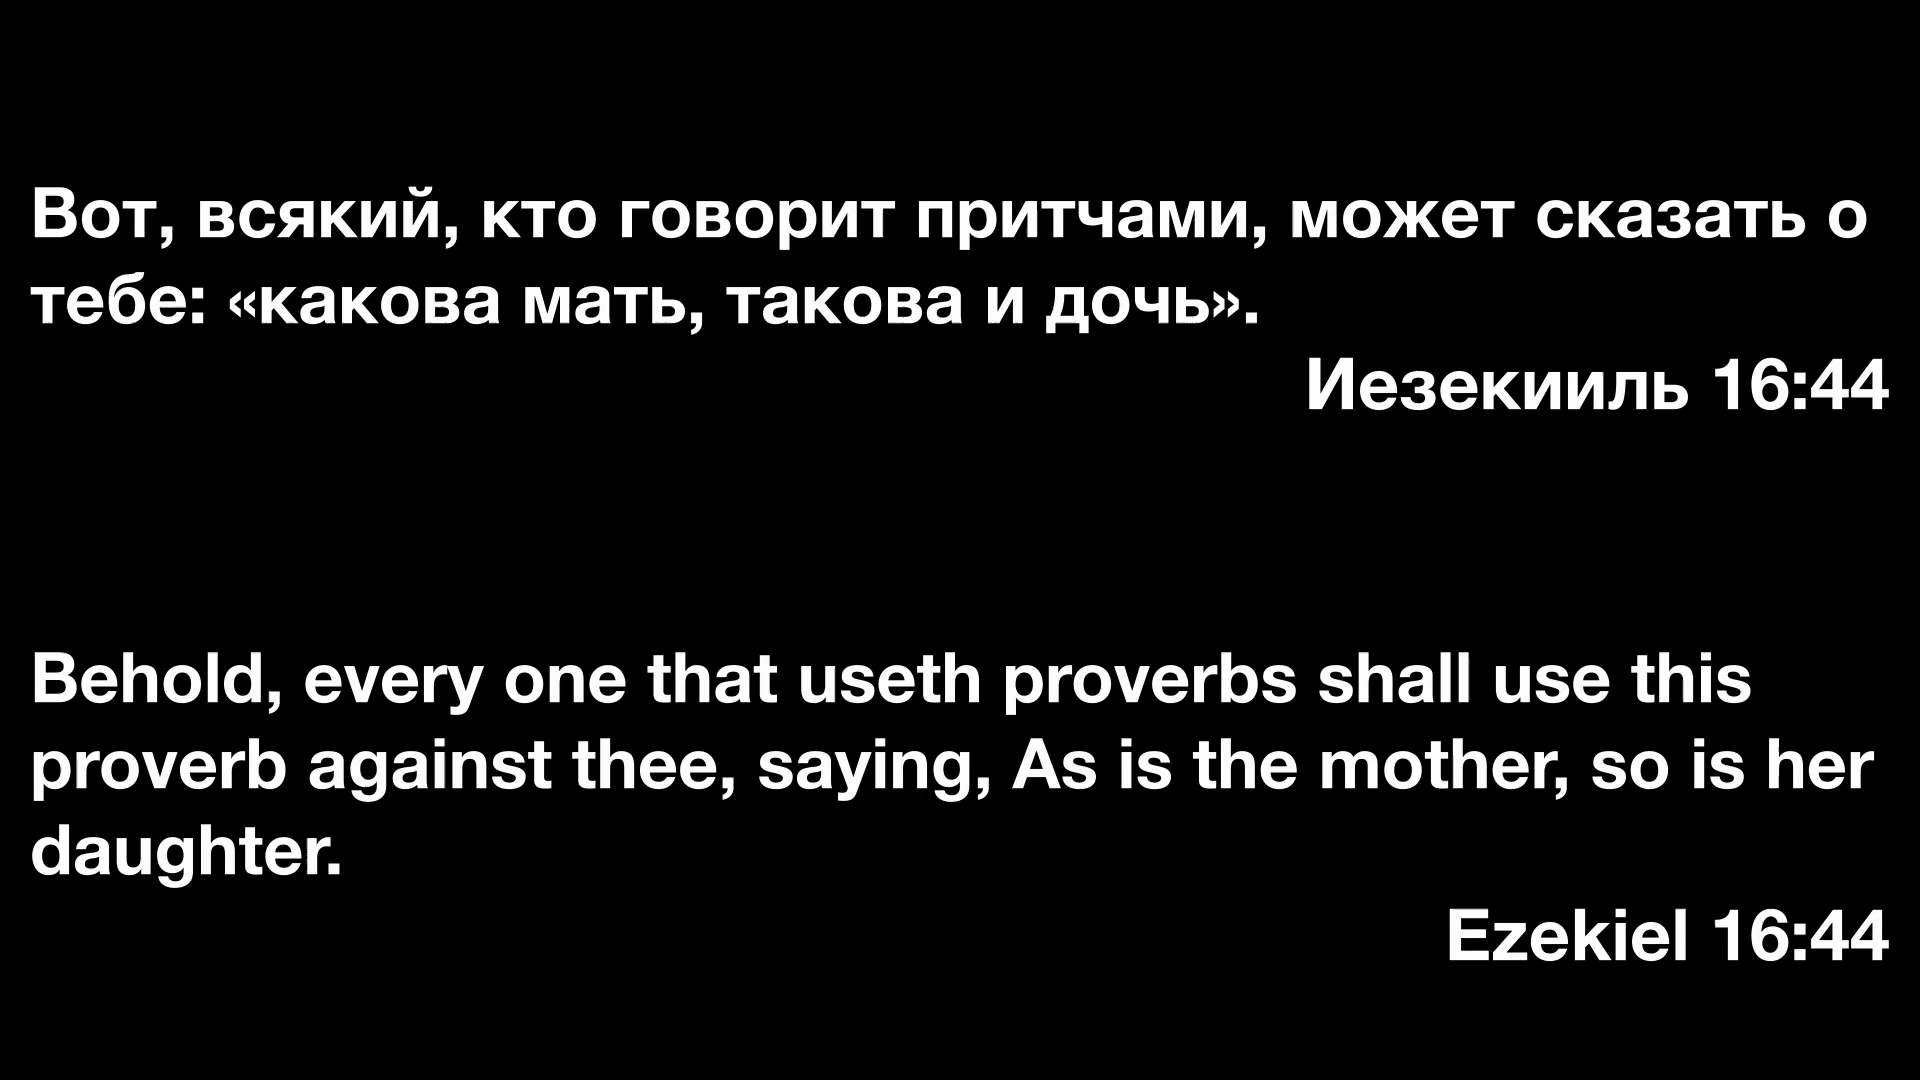 Вот, всякий, кто говорит притчами, может сказать о
тебе: «какова мать, такова и дочь».
Иезекииль 16:44
Behold, every one that useth proverbs shall use this
proverb against thee, saying, As is the mother, so is her
daughter.
Ezekiel 16:44